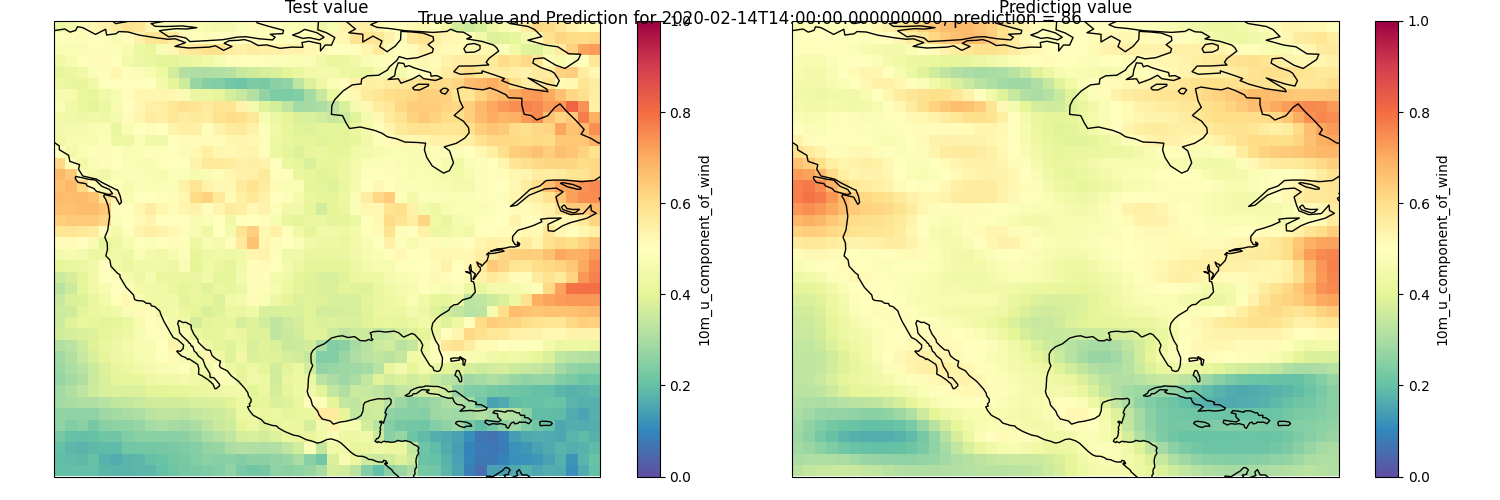 Test value
True value and Prediction for 2020-02-14T14:00:00.000000000 prediction = 86
Prediction value
1.0
0.8
0.6
0.4
0.2
0.0
10m_u_component_of_wind
1.0
0.8
0.6
0.4
0.2
0.0
10m_u_component_of_wind